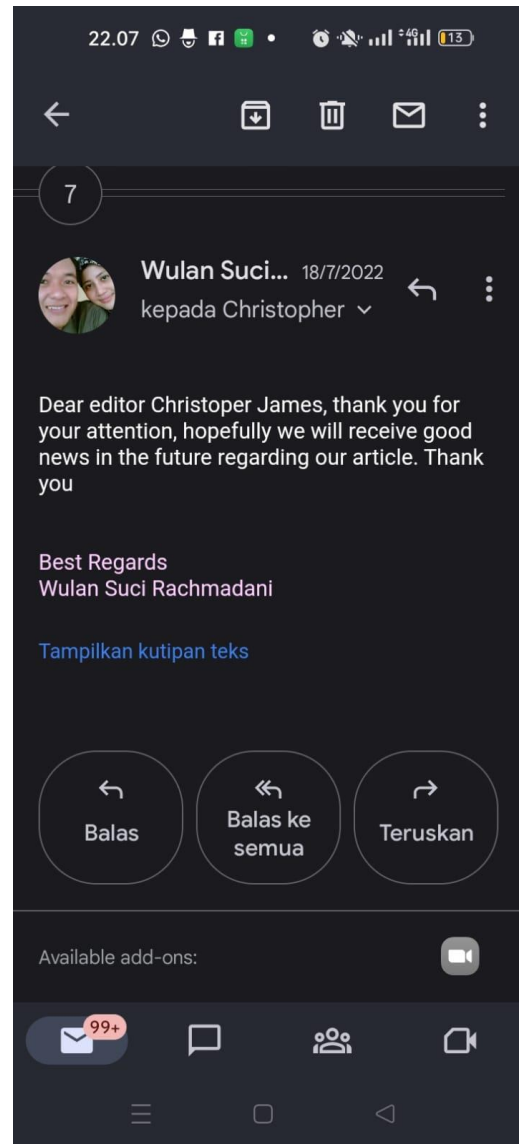 22.07
4G
13
7
Wulan Suci... 18/7/2022
kepada Christopher
Dear editor Christoper James, thank you for
your attention, hopefully we will receive good
news in the future regarding our article. Thank
you
Best Regards
Wulan Suci Rachmadani
Tampilkan kutipan teks
Balas
Balas ke
semua
Teruskan
Available add-ons:
99+